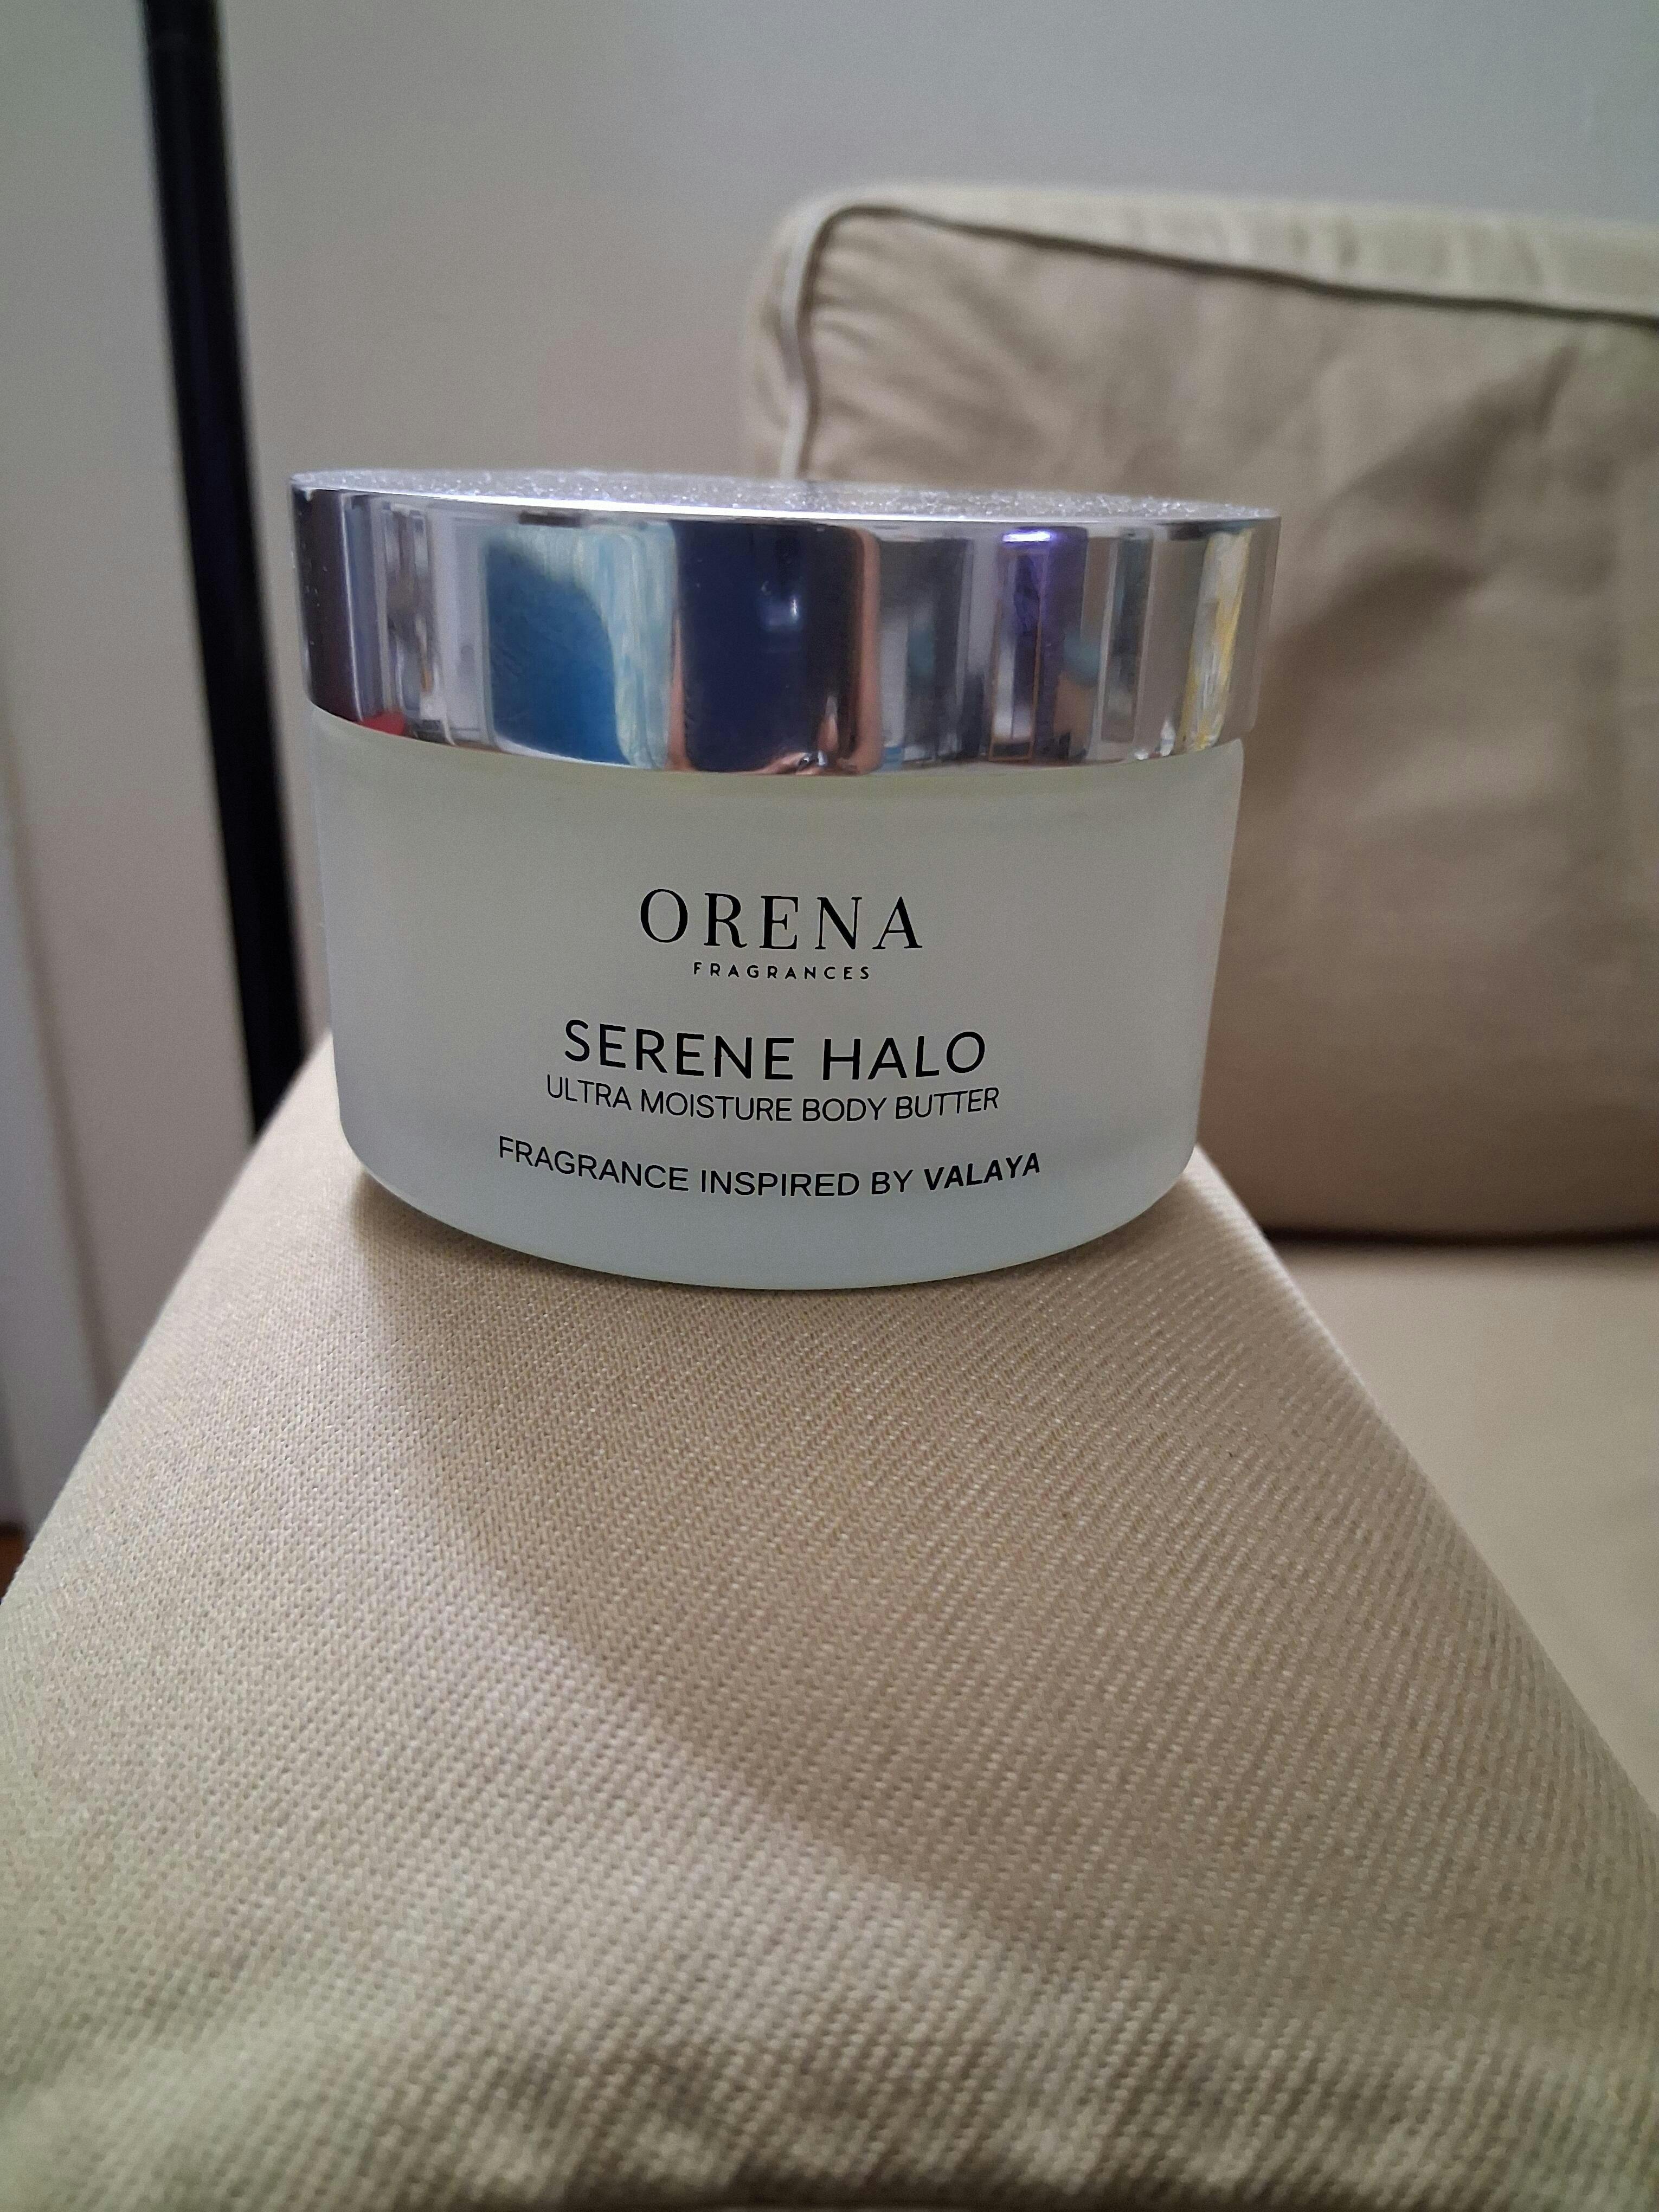 ORENA
FRAGRANCES
SERENE HALO
ULTRA MOISTURE BODY BUTTER
FRAGRANCE INSPIRED BY VALAYA